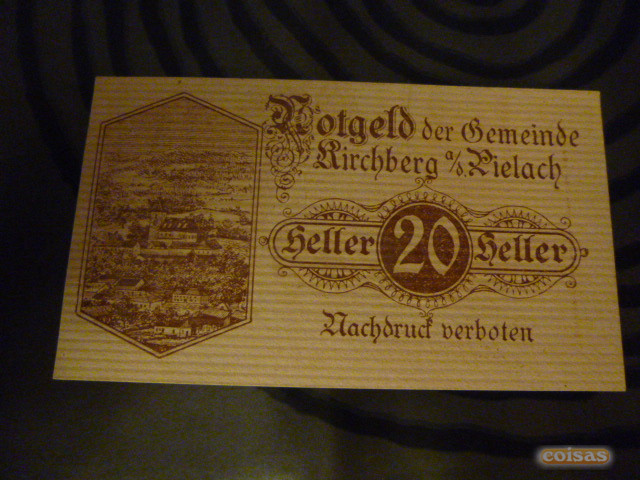 Notgeld der Gemeinde
Kirchberg a/d. Pielach
Heller 20 Heller
Nachdruck verboten
coisas